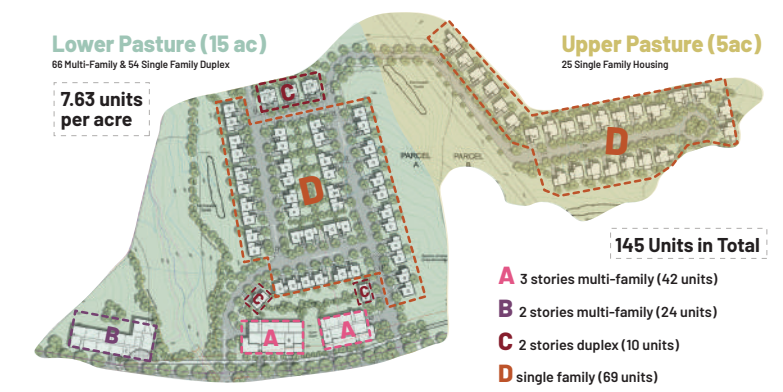 Lower Pasture (15 ac)
66 Multi-Family & 54 Single Family Duplex
7.63 units
per acre
Upper Pasture (5ac)
25 Single Family Housing
C
D
D
PARCEL
A
PARCEL
B
C
C
B
A
A
145 Units in Total
A 3 stories multi-family (42 units)
B 2 stories multi-family (24 units)
C 2 stories duplex (10 units)
D single family (69 units)